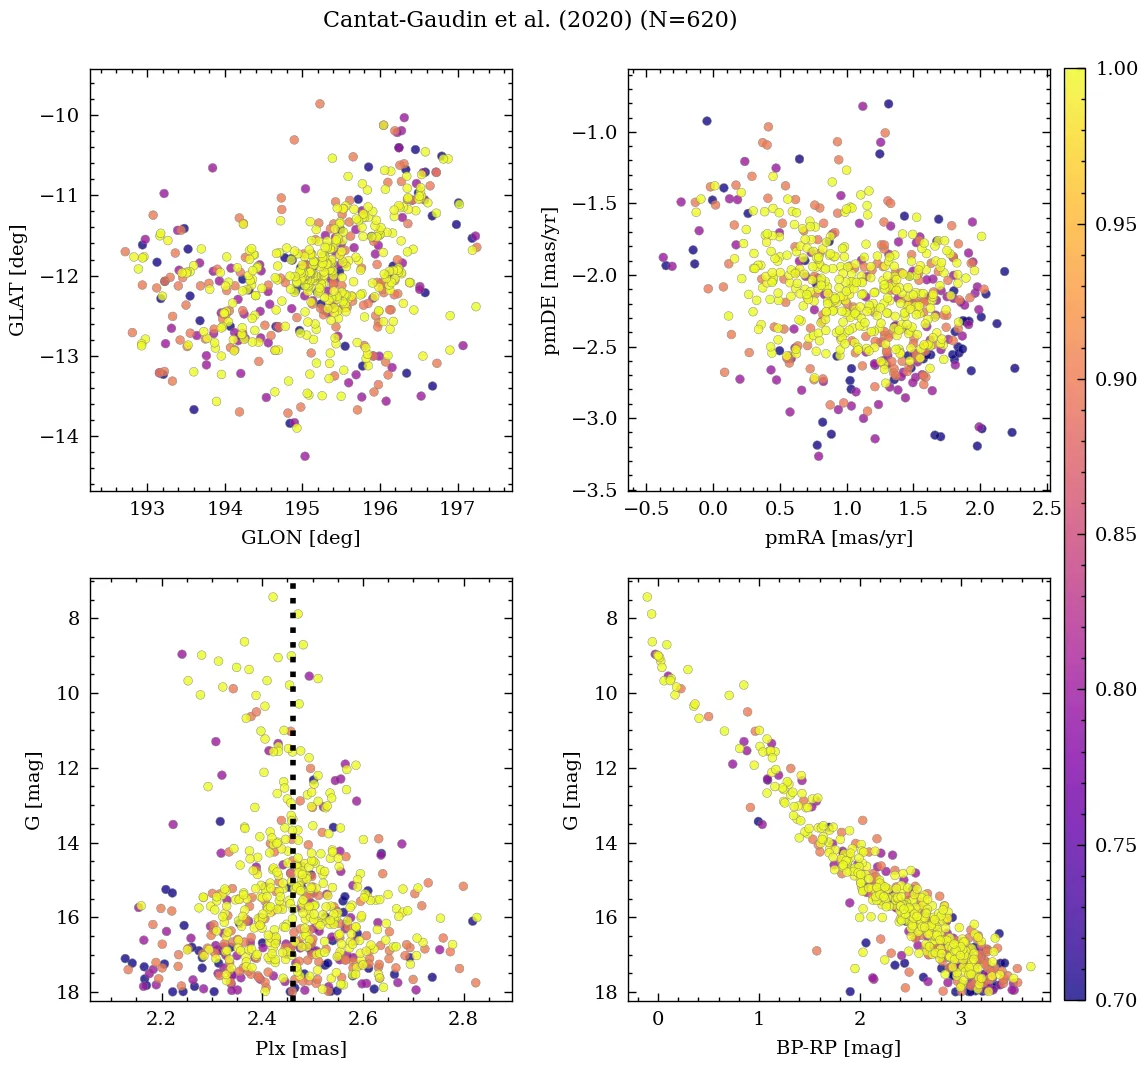 Cantat-Gaudin et al. (2020) (N=620)
−10
−11
−12
−13
−14
GLAT [deg]
193 194 195 196 197
GLON [deg]
−1.0
−1.5
−2.0
−2.5
−3.0
−3.5
pmDE [mas/yr]
−0.5 0.0 0.5 1.0 1.5 2.0 2.5
pmRA [mas/yr]
1.00
0.95
0.90
0.85
0.80
0.75
0.70
8
10
12
14
16
18
G [mag]
2.2 2.4 2.6 2.8
Plx [mas]
8
10
12
14
16
18
G [mag]
0 1 2 3
BP-RP [mag]